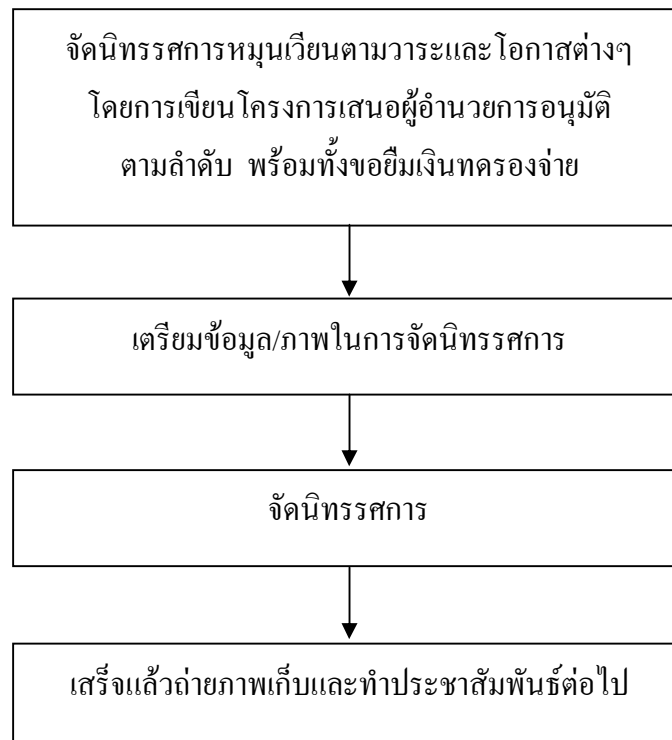 จัดนิทรรศการหมุนเวียนตามวาระและโอกาสต่างๆ
โดยการเขียนโครงการเสนอผู้อำนวยการอนุมัติ
ตามลำดับ พร้อมทั้งขอยืมเงินทดรองจ่าย
เตรียมข้อมูล/ภาพในการจัดนิทรรศการ
จัดนิทรรศการ
เสร็จแล้วถ่ายภาพเก็บและทำประชาสัมพันธ์ต่อไป